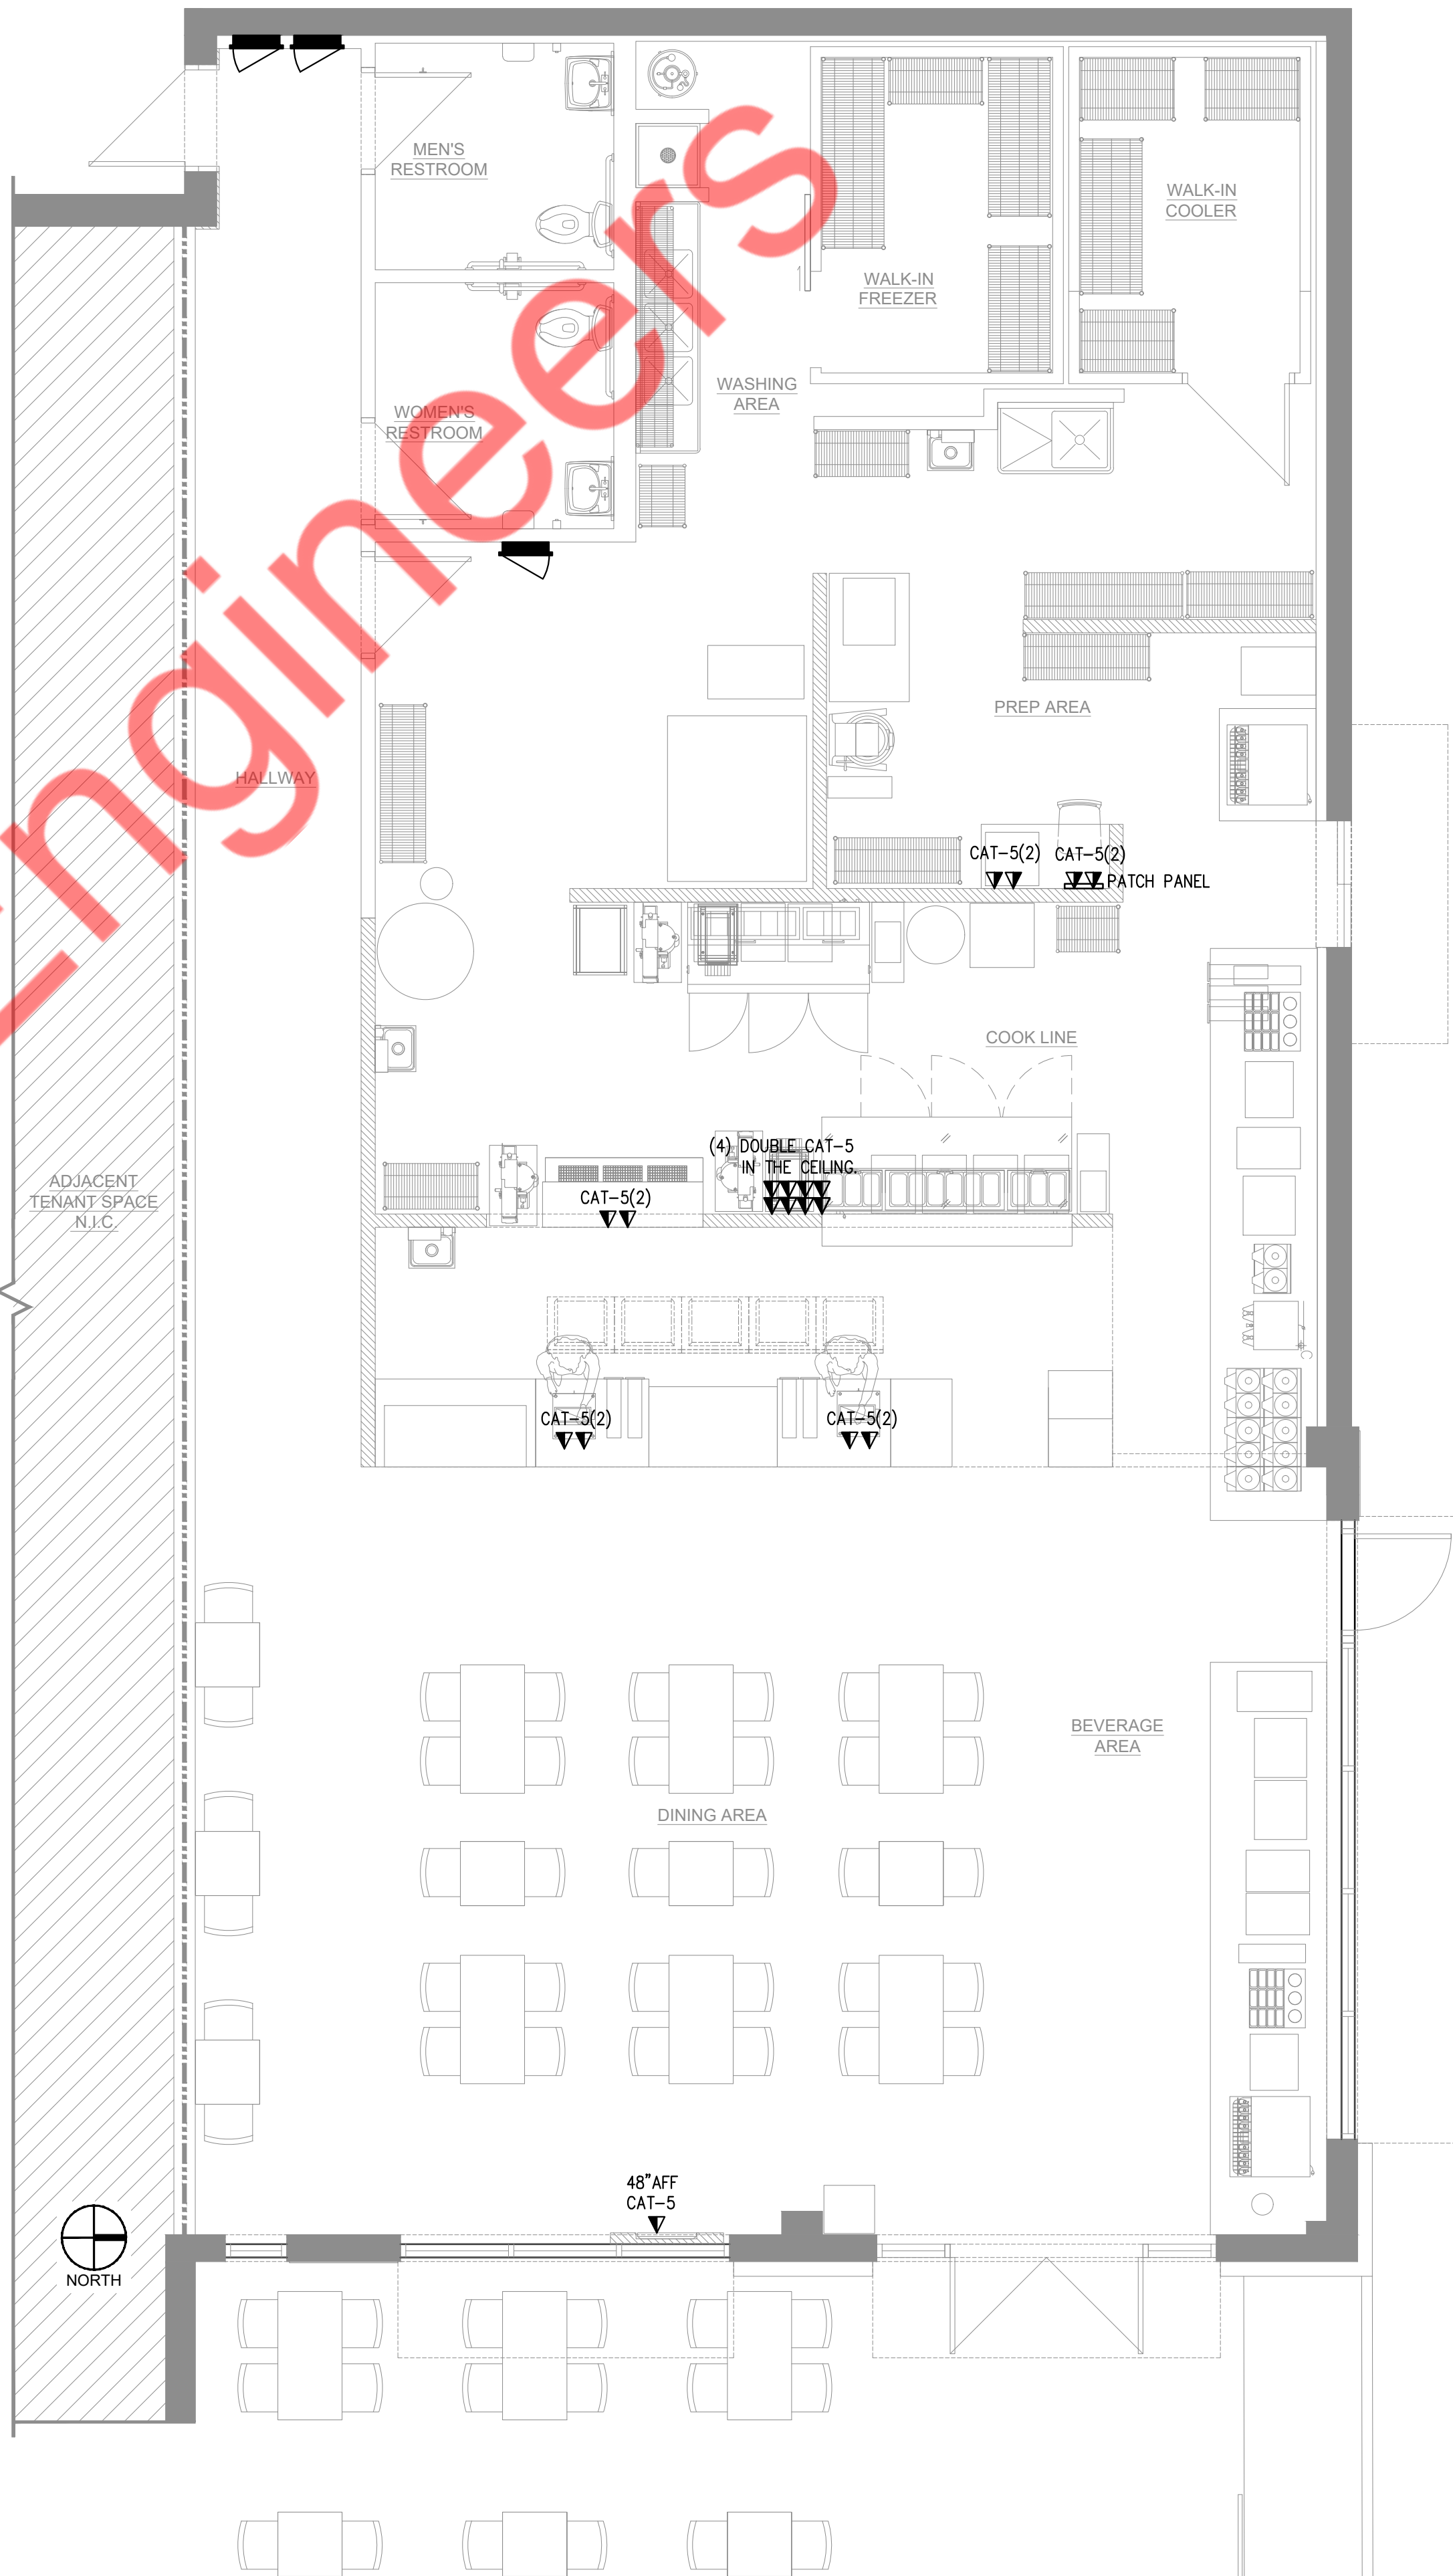 MEN'S
RESTROOM
WALK-IN
COOLER
WALK-IN
FREEZER
WASHING
AREA
WOMEN'S
RESTROOM
Engineers
PREP AREA
HALLWAY
CAT-5(2)
CAT-5(2)
PATCH PANEL
COOK LINE
(4) DOUBLE CAT-5
IN THE CEILING.
ADJACENT
TENANT SPACE
N.I.C.
CAT-5(2)
CAT-5(2)
CAT-5(2)
BEVERAGE
AREA
DINING AREA
48"AFF
CAT-5
NORTH